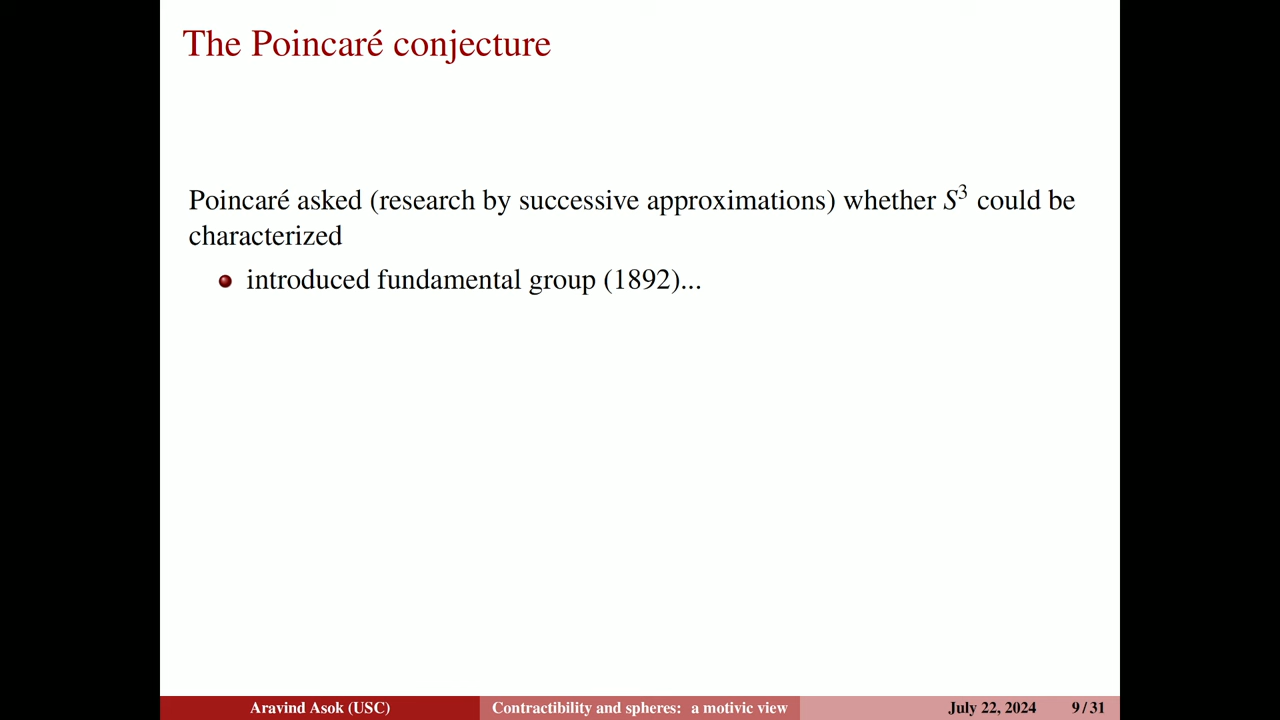 The Poincaré conjecture
Poincaré asked (research by successive approximations) whether S³ could be
characterized
introduced fundamental group (1892)...
Aravind Asok (USC) Contractibility and spheres: a motivic view July 22, 2024 9 / 31